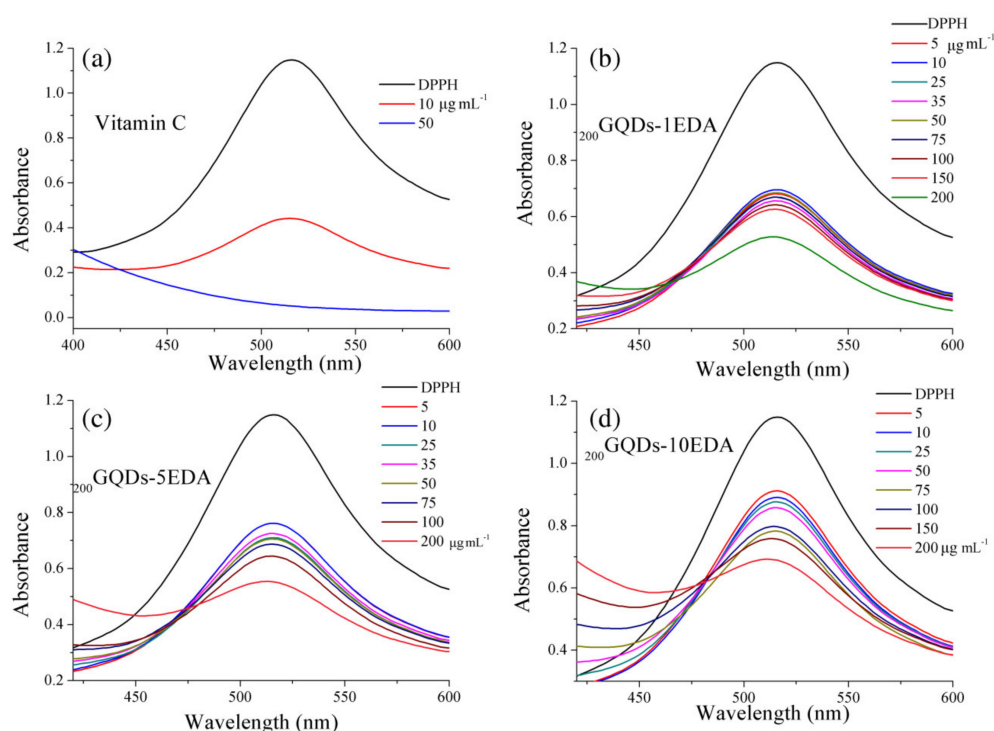 (a)
Vitamin C
DPPH
10 µg mL⁻¹
50
1.2
1.0
0.8
0.6
0.4
0.2
0.0
Absorbance
400
450
500
550
600
Wavelength (nm)
(b)
₂₀₀GQDs-1EDA
DPPH
5 µg mL⁻¹
10
25
35
50
75
100
150
200
1.2
1.0
0.8
0.6
0.4
0.2
Absorbance
450
500
550
600
Wavelength (nm)
(c)
₂₀₀GQDs-5EDA
DPPH
5
10
25
35
50
75
100
200 µg mL⁻¹
1.2
1.0
0.8
0.6
0.4
0.2
Absorbance
450
500
550
600
Wavelength (nm)
(d)
₂₀₀GQDs-10EDA
DPPH
5
10
25
50
75
100
150
200 µg mL⁻¹
1.2
1.0
0.8
0.6
0.4
Absorbance
450
500
550
600
Wavelength (nm)